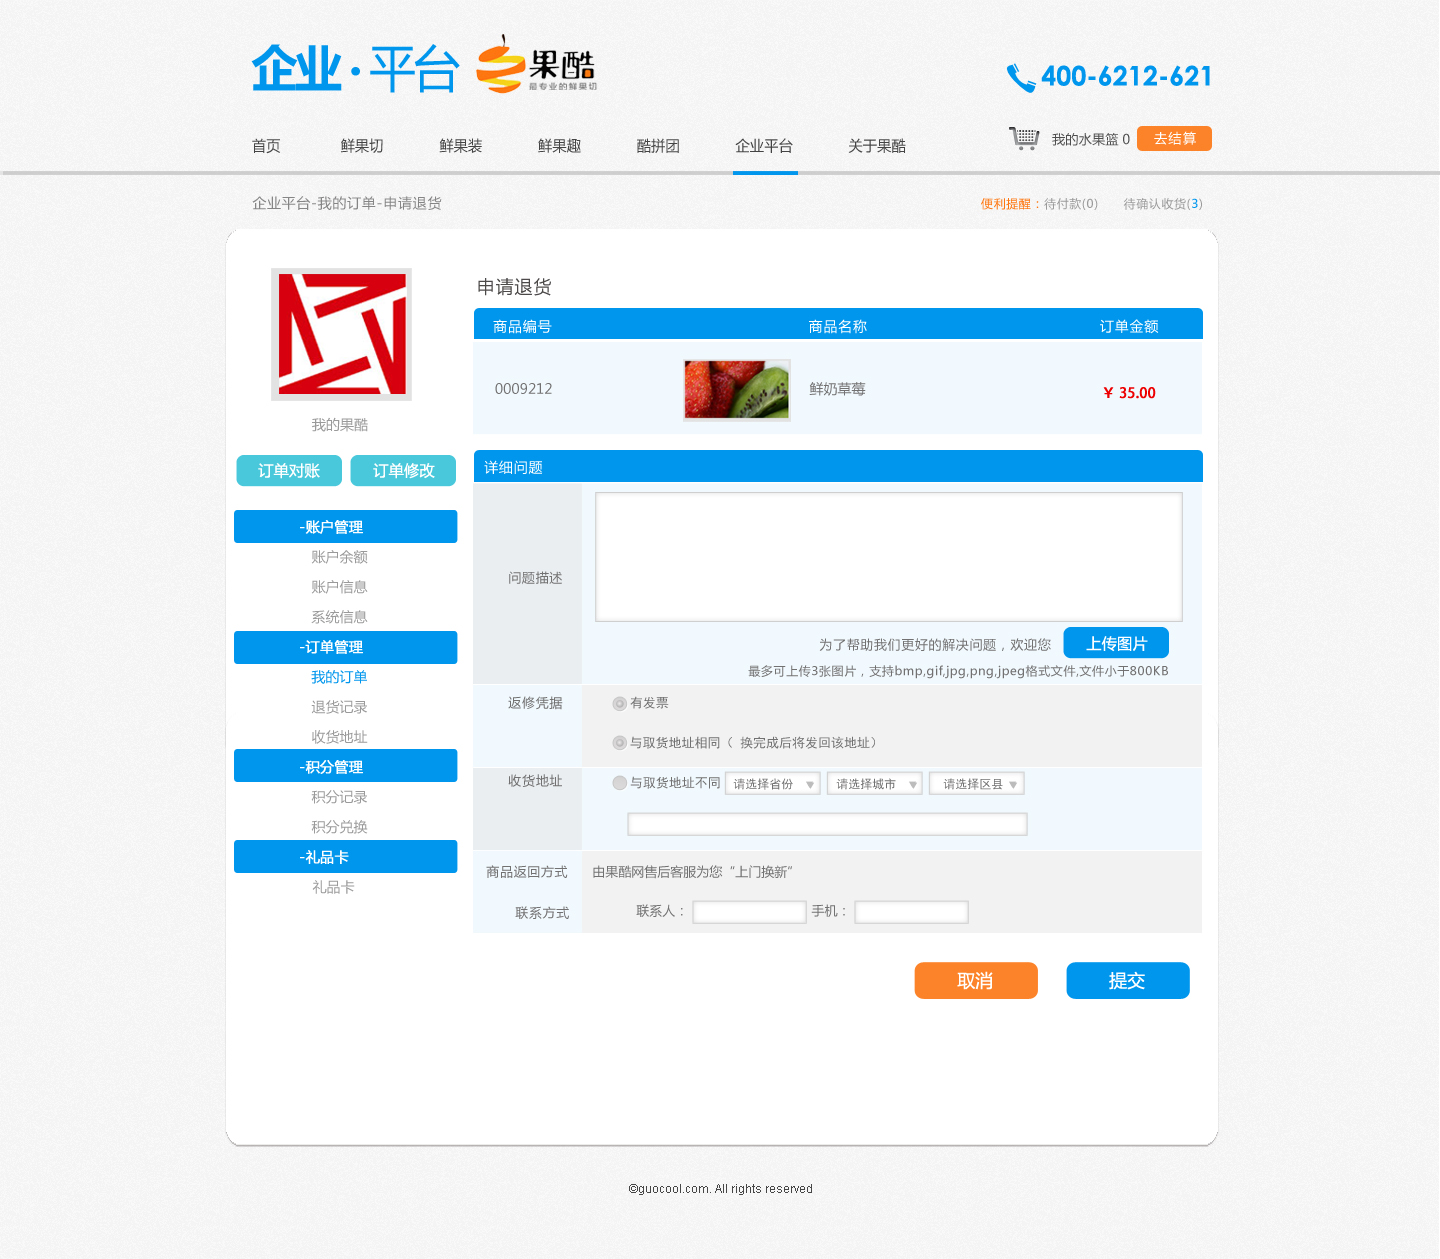 企业·平台 果酷
最专业的鲜果切
400-6212-621
首页 鲜果切 鲜果装 鲜果趣 酷拼团 企业平台 关于果酷
我的水果篮 0 去结算
企业平台-我的订单-申请退货
便利提醒：待付款(0) 待确认收货(3)
我的果酷
订单对账 订单修改
-账户管理
账户余额
账户信息
系统信息
-订单管理
我的订单
退货记录
收货地址
-积分管理
积分记录
积分兑换
-礼品卡
礼品卡
申请退货
商品编号 商品名称 订单金额
0009212 鲜奶草莓 ¥ 35.00
详细问题
问题描述
为了帮助我们更好的解决问题，欢迎您 上传图片
最多可上传3张图片，支持bmp,gif,jpg,png,jpeg格式文件,文件小于800KB
返修凭据 有发票
与取货地址相同（ 换完成后将发回该地址）
收货地址 与取货地址不同 请选择省份 请选择城市 请选择区县
商品返回方式 由果酷网售后客服为您“上门换新”
联系方式 联系人： 手机：
取消 提交
©guocool.com. All rights reserved